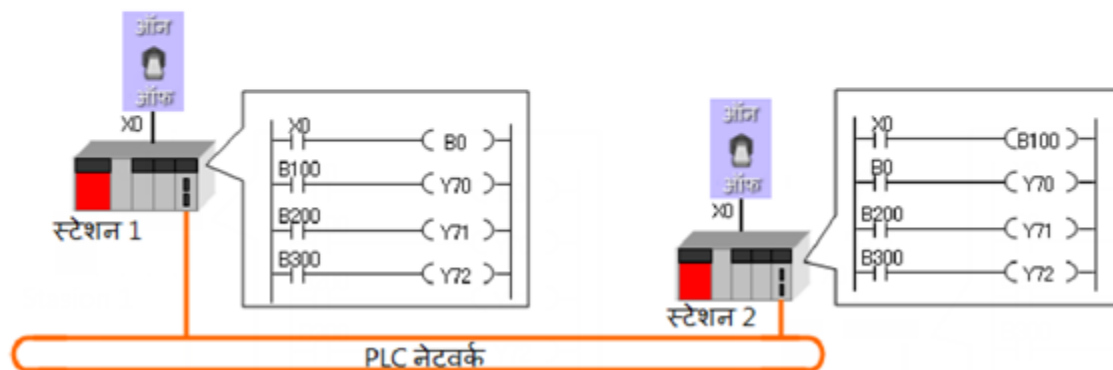 ऑन
ऑफ
X0
स्टेशन 1
X0 B0
B100 Y70
B200 Y71
B300 Y72
ऑन
ऑफ
X0
स्टेशन 2
X0 B100
B0 Y70
B200 Y71
B300 Y72
PLC नेटवर्क